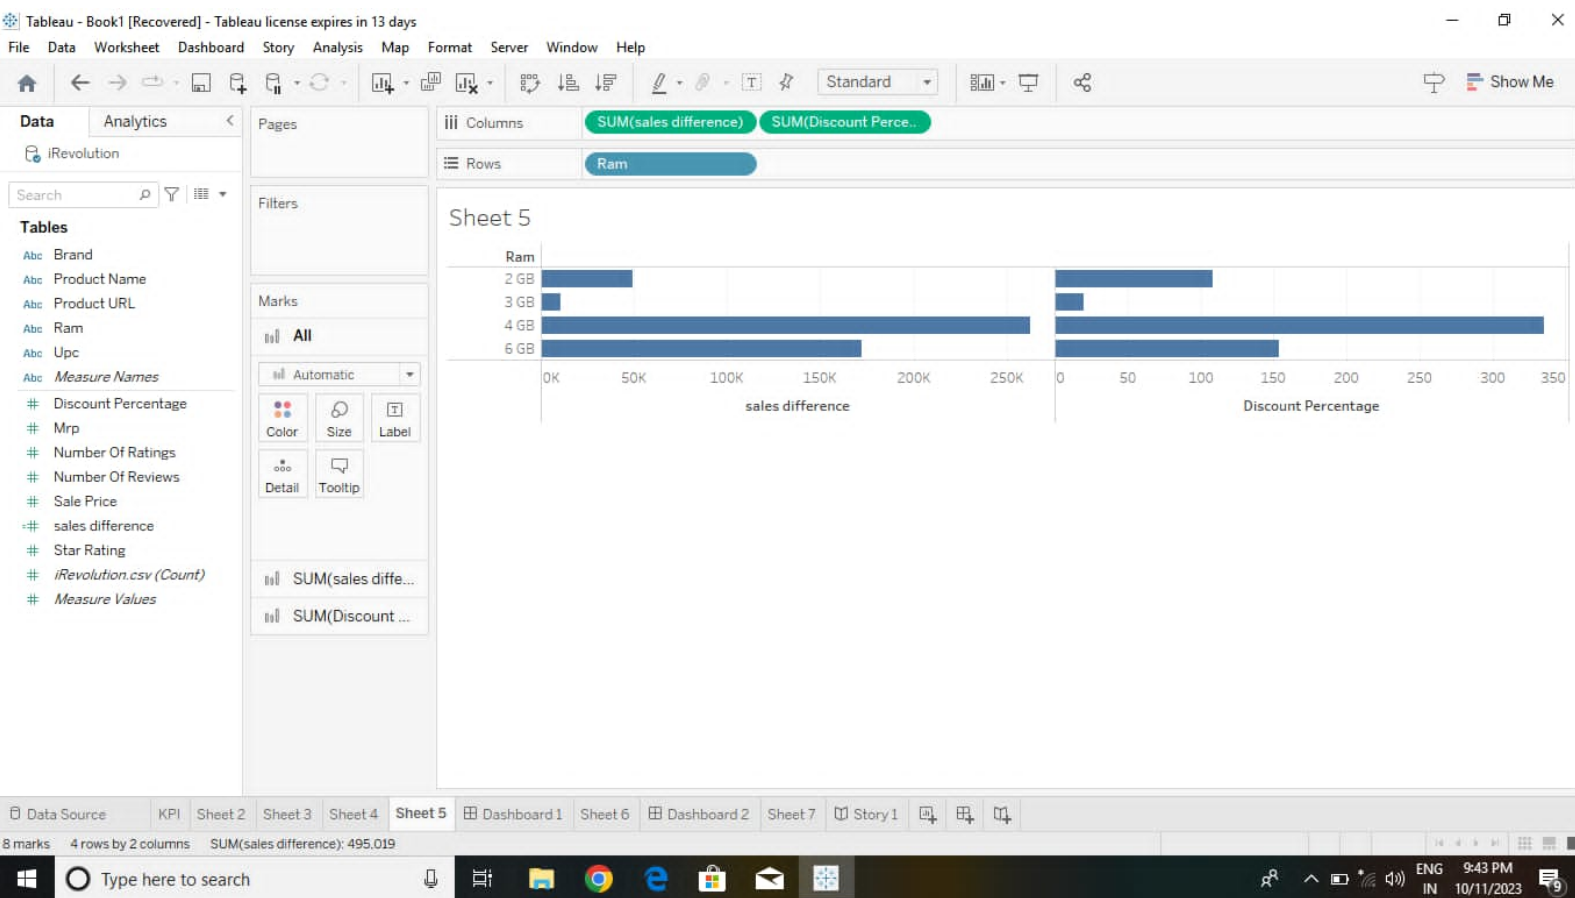 Tableau - Book1 [Recovered] - Tableau license expires in 13 days
File Data Worksheet Dashboard Story Analysis Map Format Server Window Help
Standard
Show Me
Data Analytics
iRevolution
Search
Tables
Abc Brand
Abc Product Name
Abc Product URL
Abc Ram
Abc Upc
Abc Measure Names
# Discount Percentage
# Mrp
# Number Of Ratings
# Number Of Reviews
# Sale Price
=# sales difference
# Star Rating
# iRevolution.csv (Count)
# Measure Values
Pages
Filters
Marks
All
Automatic
Color Size Label
Detail Tooltip
SUM(sales diffe...
SUM(Discount ...
Columns SUM(sales difference) SUM(Discount Perce..
Rows Ram
Sheet 5
Ram
2 GB
3 GB
4 GB
6 GB
0K 50K 100K 150K 200K 250K 0 50 100 150 200 250 300 350
sales difference Discount Percentage
Data Source KPI Sheet 2 Sheet 3 Sheet 4 Sheet 5 Dashboard 1 Sheet 6 Dashboard 2 Sheet 7 Story 1
8 marks 4 rows by 2 columns SUM(sales difference): 495.019
Type here to search
ENG 9:43 PM
IN 10/11/2023 9